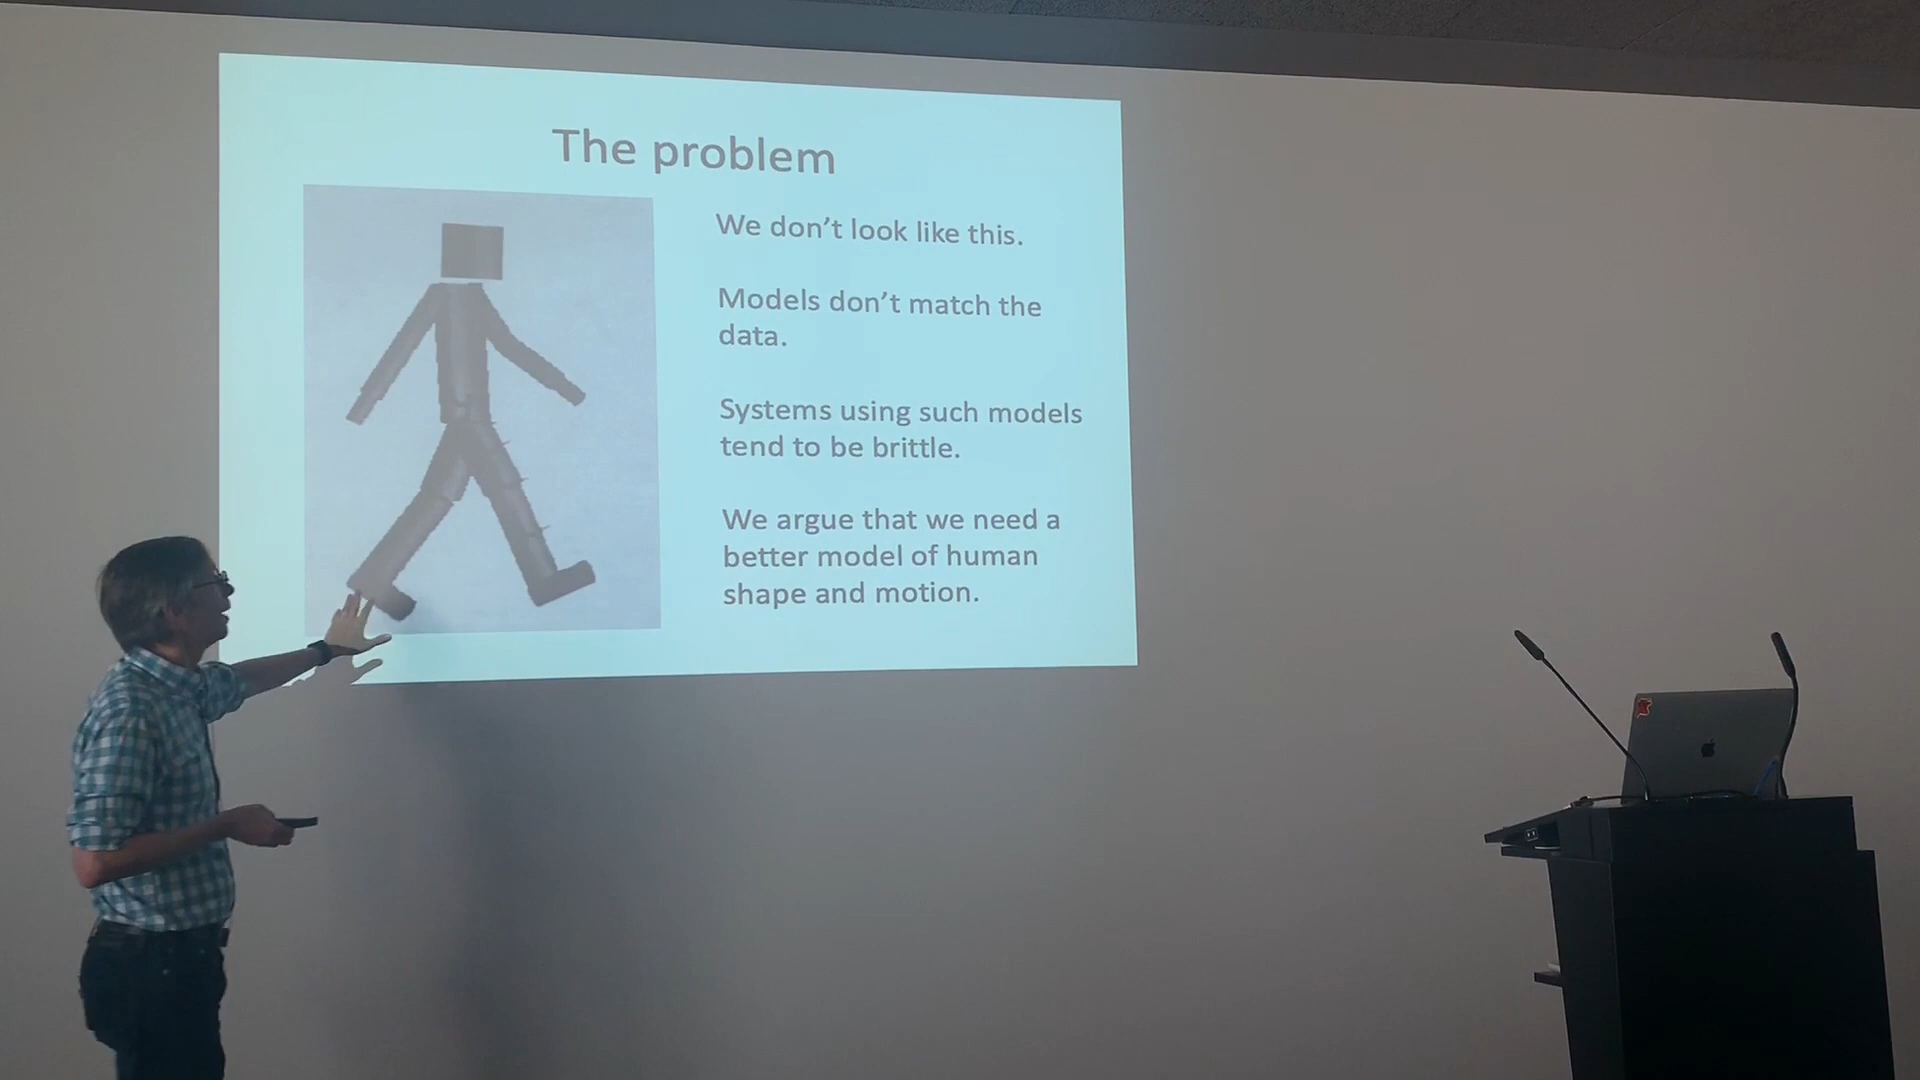 The problem
We don’t look like this.
Models don’t match the
data.
Systems using such models
tend to be brittle.
We argue that we need a
better model of human
shape and motion.